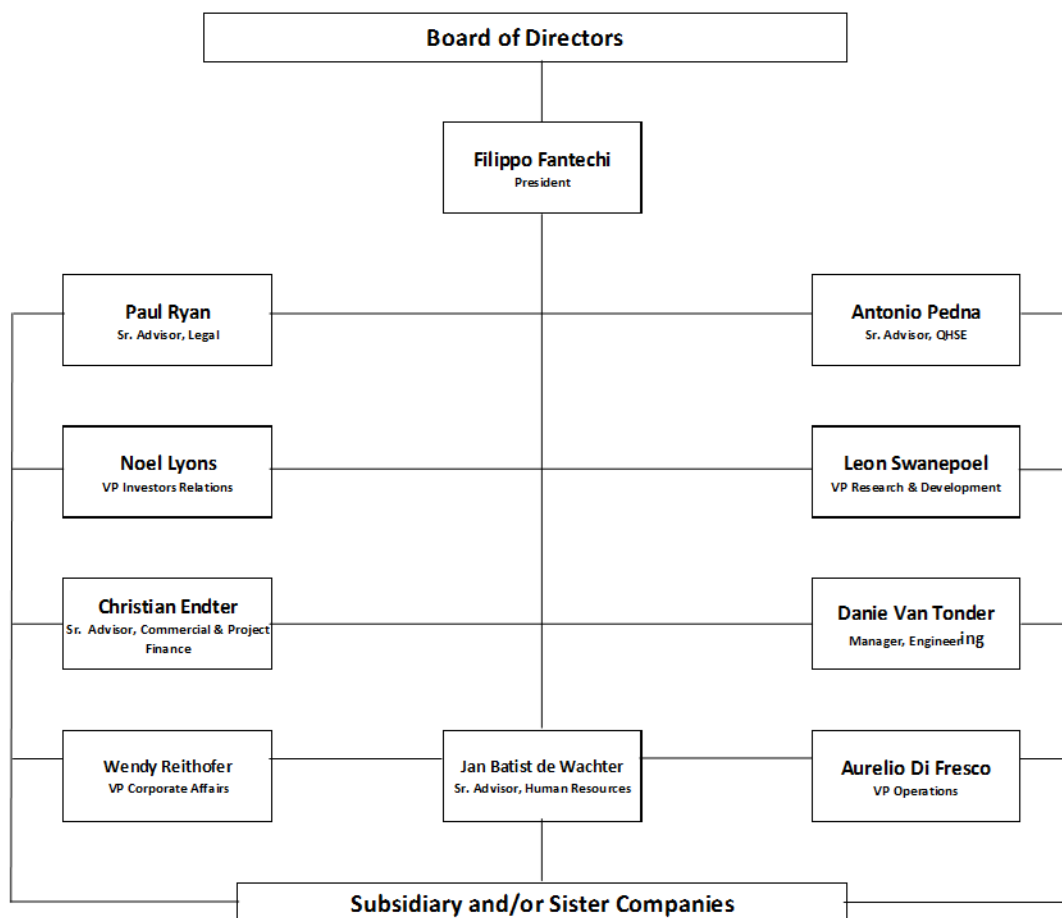 Board of Directors
Filippo Fantechi
President
Paul Ryan
Sr. Advisor, Legal
Antonio Pedna
Sr. Advisor, QHSE
Noel Lyons
VP Investors Relations
Leon Swanepoel
VP Research & Development
Christian Endter
Sr. Advisor, Commercial & Project
Finance
Danie Van Tonder
Manager, Engineering
Wendy Reithofer
VP Corporate Affairs
Jan Batist de Wachter
Sr. Advisor, Human Resources
Aurelio Di Fresco
VP Operations
Subsidiary and/or Sister Companies